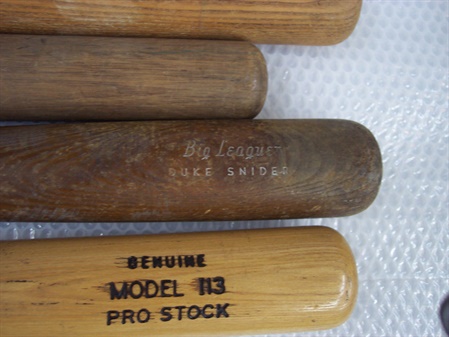 Big League
DUKE SNIDER
GENUINE
MODEL 113
PRO STOCK